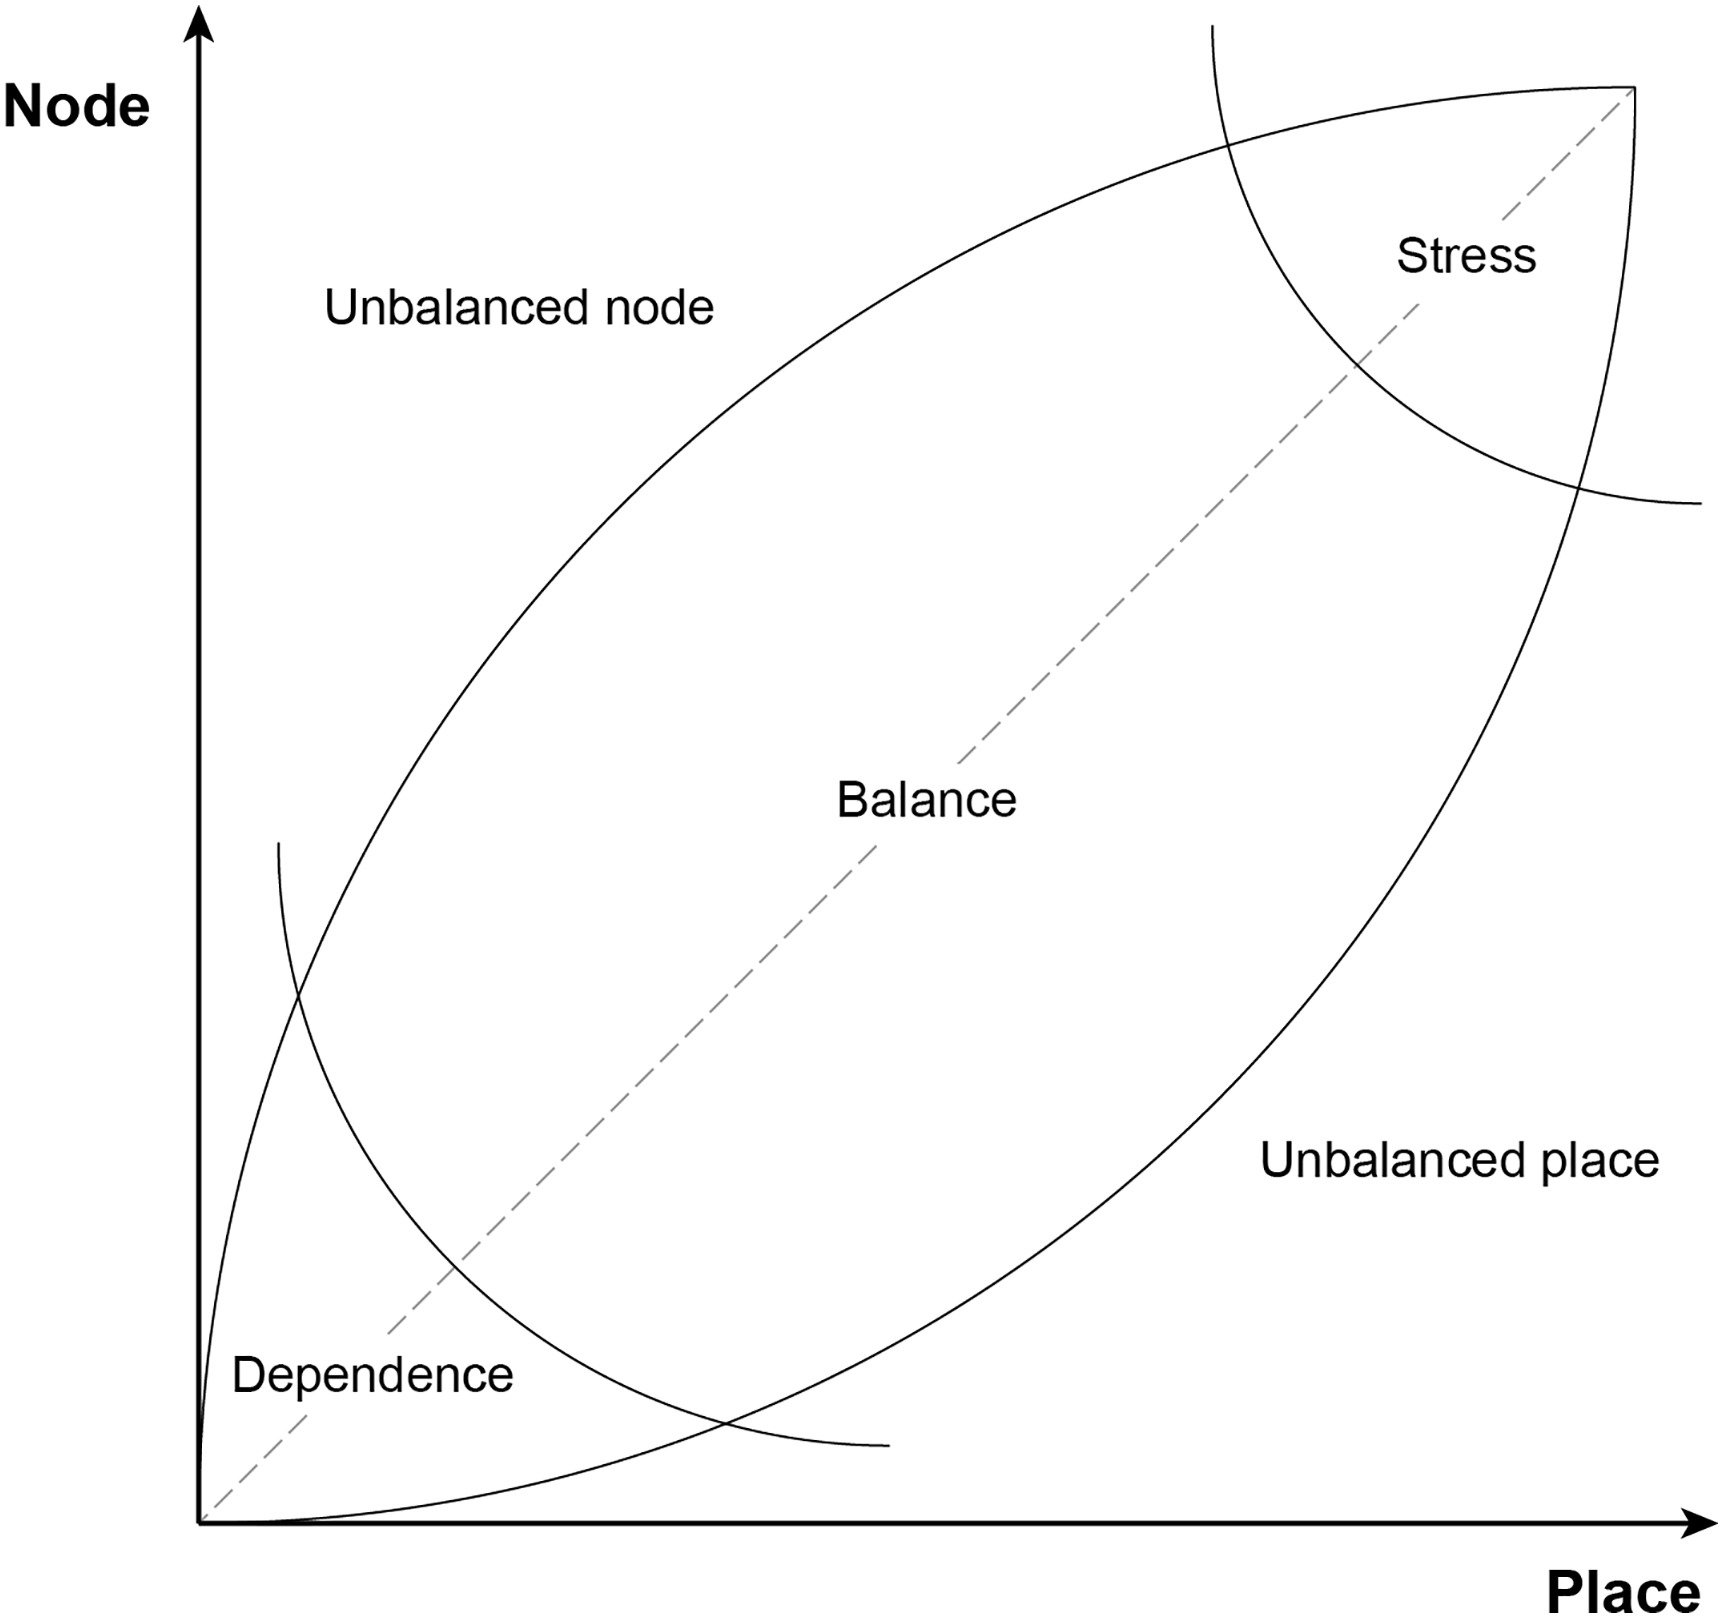 Node
Stress
Unbalanced node
Balance
Unbalanced place
Dependence
Place